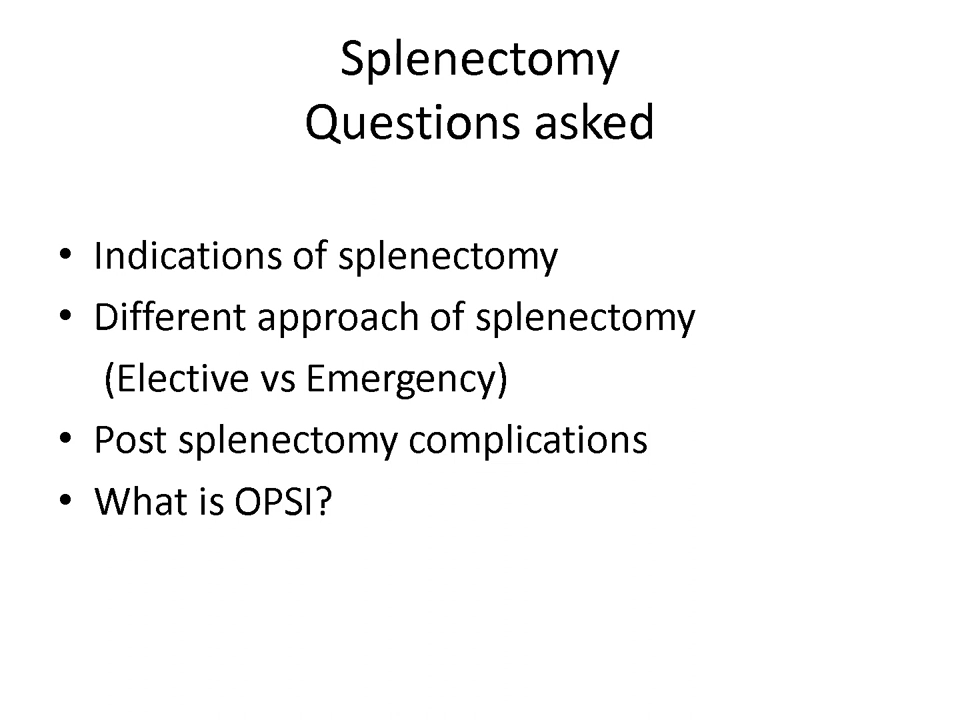 Splenectomy
Questions asked
• Indications of splenectomy
• Different approach of splenectomy
(Elective vs Emergency)
• Post splenectomy complications
• What is OPSI?